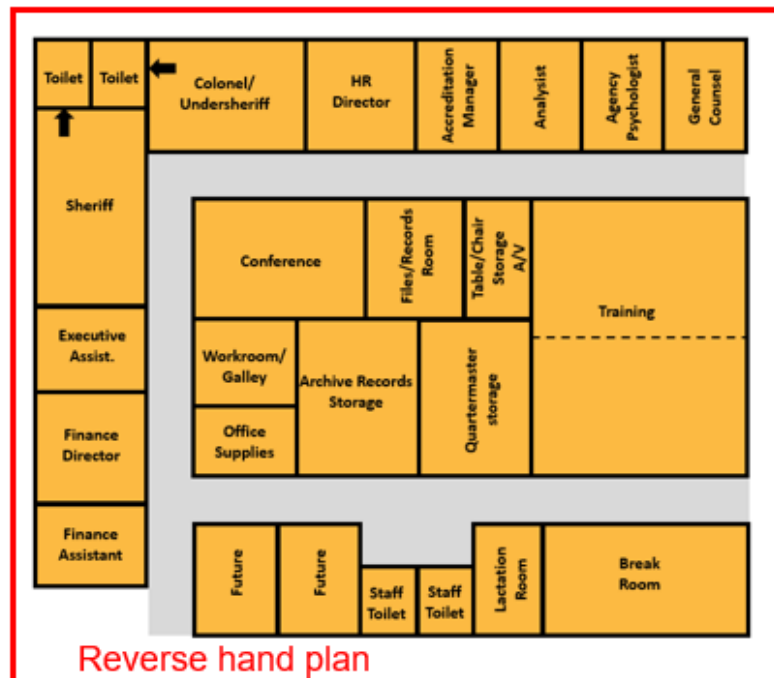 Toilet
Toilet
Colonel/
Undersheriff
HR
Director
Accreditation
Manager
Analysist
Agency
Psychologist
General
Counsel
Sheriff
Conference
Files/Records
Room
Table/Chair
Storage
A/V
Training
Executive
Assist.
Workroom/
Galley
Archive Records
Storage
Quartermaster
storage
Finance
Director
Office
Supplies
Finance
Assistant
Future
Future
Staff
Toilet
Staff
Toilet
Lactation
Room
Break
Room
Reverse hand plan